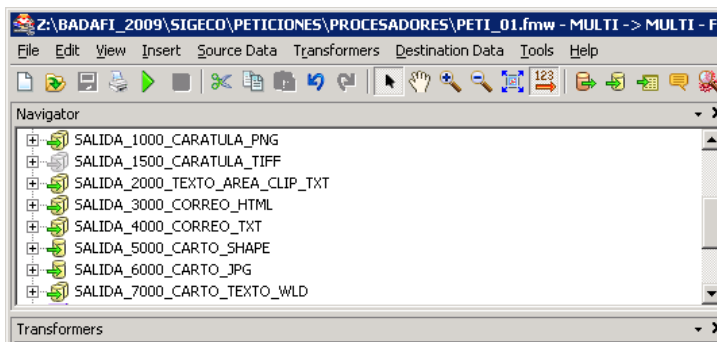 Z:\BADAFI_2009\SIGECO\PETICIONES\PROCESADORES\PETI_01.fmw - MULTI -> MULTI - F
File Edit View Insert Source Data Transformers Destination Data Tools Help
123
Navigator
SALIDA_1000_CARATULA_PNG
SALIDA_1500_CARATULA_TIFF
SALIDA_2000_TEXTO_AREA_CLIP_TXT
SALIDA_3000_CORREO_HTML
SALIDA_4000_CORREO_TXT
SALIDA_5000_CARTO_SHAPE
SALIDA_6000_CARTO_JPG
SALIDA_7000_CARTO_TEXTO_WLD
Transformers